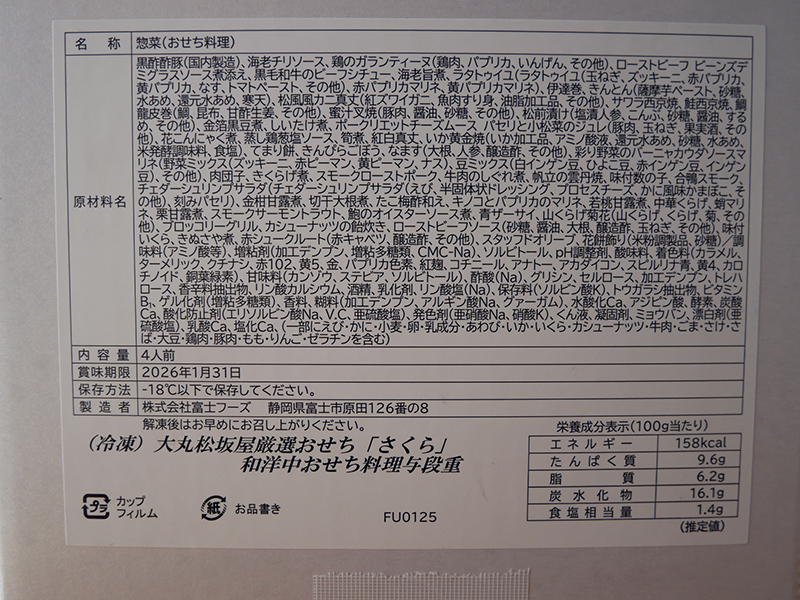 名称 惣菜(おせち料理)
原材料名 黒酢酢豚(国内製造)、海老チリソース、鶏のガランティーヌ(鶏肉、パプリカ、いんげん、その他)、ローストビーフ ビーンズデ
ミグラスソース煮添え、黒毛和牛のビーフシチュー、海老旨煮、ラタトゥイユ(ラタトゥイユ(玉ねぎ、ズッキーニ、赤パプリカ、
黄パプリカ、なす、トマトペースト、その他)、赤パプリカマリネ、黄パプリカマリネ)、伊達巻、きんとん(薩摩芋ペースト、砂糖、
水あめ、還元水あめ、寒天)、松風風カニ真丈(紅ズワイガニ、魚肉すり身、油脂加工品、その他)、サワラ西京焼、鮭西京焼、鯛
龍皮巻(鯛、昆布、甘酢生姜、その他)、蜜汁叉焼(豚肉、醤油、砂糖、その他)、松前漬け(塩漬人参、こんぶ、砂糖、醤油、する
め、その他)、金箔黒豆煮、しいたけ煮、ポークリエットチーズムース パセリと小松菜のジュレ(豚肉、玉ねぎ、果実酒、その
他)、花こんにゃく煮、蒸し鶏葱塩ソース、筍煮、紅白真丈、いか黄金焼(いか加工品、アミノ酸液、還元水あめ、砂糖、水あめ、
米発酵調味料、食塩)、てまり餅、きんぴらごぼう、なます(大根、人参、醸造酢、その他)、彩り野菜のバーニャカウダソースマ
リネ(野菜ミックス(ズッキーニ、赤ピーマン、黄ピーマン、ナス)、豆ミックス(白インゲン豆、ひよこ豆、赤インゲン豆、インゲン
豆)、その他)、肉団子、きくらげ煮、スモークローストポーク、牛肉のしぐれ煮、帆立の雲丹焼、味付数の子、合鴨スモーク、
チェダーシュリンプサラダ(チェダーシュリンプサラダ(えび、半固体状ドレッシング、プロセスチーズ、かに風味かまぼこ、そ
の他)、刻みパセリ)、金柑甘露煮、切干大根煮、たこ梅酢和え、キノコとパプリカのマリネ、若桃甘露煮、中華くらげ、蛸マリ
ネ、栗甘露煮、スモークサーモントラウト、鮑のオイスターソース煮、青ザーサイ、山くらげ菊花(山くらげ、くらげ、菊、その
他)、ブロッコリーグリル、カシューナッツの飴炊き、ローストビーフソース(砂糖、醤油、大根、醸造酢、玉ねぎ、その他)、味付
いくら、きぬさや煮、赤シュークルート(赤キャベツ、醸造酢、その他)、スタッフドオリーブ、花餅飾り(米粉調製品、砂糖)/調
味料(アミノ酸等)、増粘剤(加工デンプン、増粘多糖類、CMC-Na)、ソルビトール、pH調整剤、酸味料、着色料(カラメル、
ターメリック、クチナシ、赤102、黄5、金、パプリカ色素、紅麹、コチニール、アナトー、アカダイコン、スピルリナ青、黄4、カロ
チノイド、銅葉緑素)、甘味料(カンゾウ、ステビア、ソルビトール)、酢酸(Na)、グリシン、セルロース、加工デンプン、トレハ
ロース、香辛料抽出物、リン酸カルシウム、酒精、乳化剤、リン酸塩(Na)、保存料(ソルビン酸K)、トウガラシ抽出物、ビタミン
B₁、ゲル化剤(増粘多糖類)、香料、糊料(加工デンプン、アルギン酸Na、グァーガム)、水酸化Ca、アジピン酸、酵素、炭酸
Ca、酸化防止剤(エリソルビン酸Na、V.C、亜硫酸塩)、発色剤(亜硝酸Na、硝酸K)、くん液、凝固剤、ミョウバン、漂白剤(亜
硫酸塩)、乳酸Ca、塩化Ca、(一部にえび・かに・小麦・卵・乳成分・あわび・いか・いくら・カシューナッツ・牛肉・ごま・さけ・さ
ば・大豆・鶏肉・豚肉・もも・りんご・ゼラチンを含む)
内容量 4人前
賞味期限 2026年1月31日
保存方法 -18℃以下で保存してください。
製造者 株式会社富士フーズ 静岡県富士市原田126番の8
解凍後はお早めにお召し上がりください。
(冷凍)大丸松坂屋厳選おせち「さくら」
和洋中おせち料理与段重
プラ カップ
フィルム
紙 お品書き
FU0125
栄養成分表示(100g当たり)
エネルギー 158kcal
たんぱく質 9.6g
脂質 6.2g
炭水化物 16.1g
食塩相当量 1.4g
(推定値)